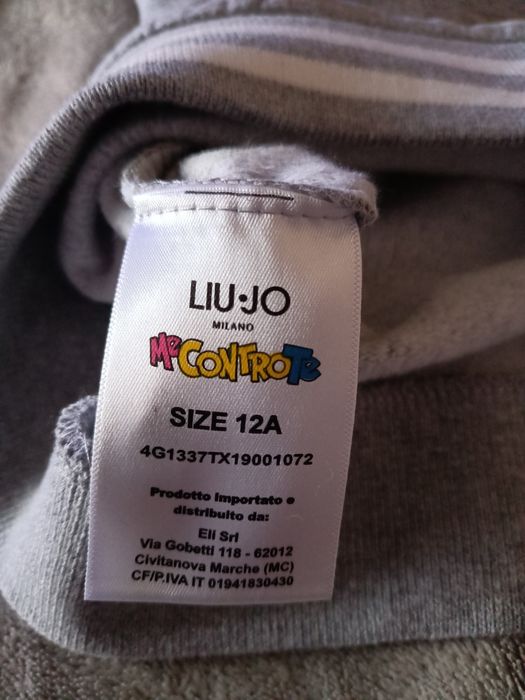 LIU·JO
MILANO
MeCONTROTe
SIZE 12A
4G1337TX19001072
Prodotto importato e
distribuito da:
Eli Srl
Via Gobetti 118 - 62012
Civitanova Marche (MC)
CF/P.IVA IT 01941830430